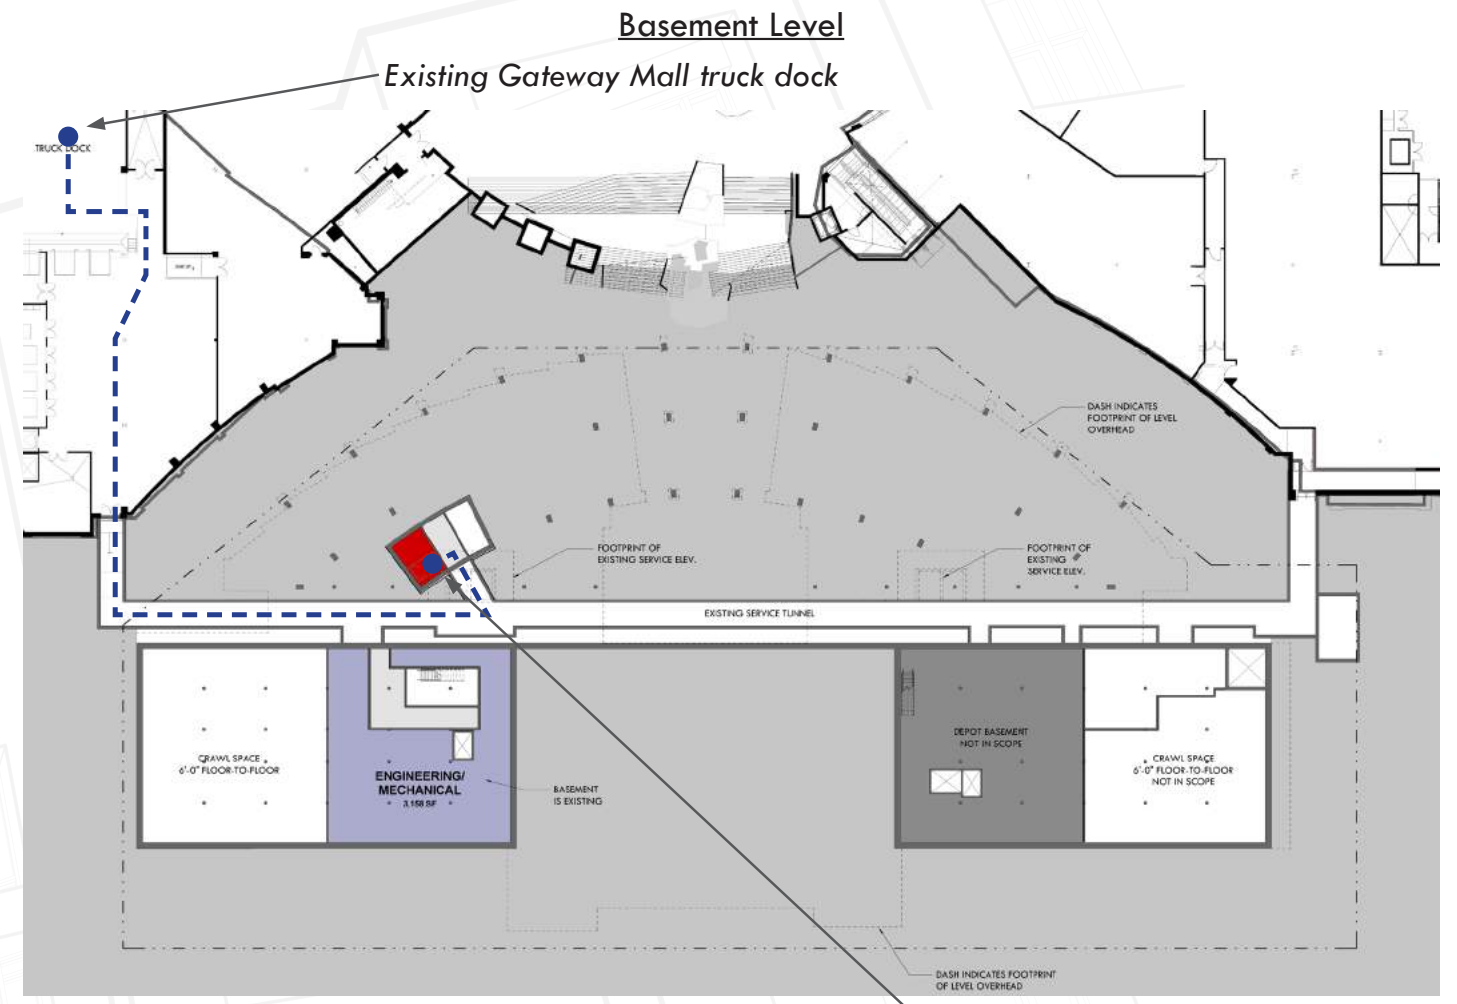 Basement Level
Existing Gateway Mall truck dock
TRUCK DOCK
DASH INDICATES
FOOTPRINT OF LEVEL
OVERHEAD
FOOTPRINT OF
EXISTING SERVICE ELEV.
FOOTPRINT OF
EXISTING
SERVICE ELEV.
EXISTING SERVICE TUNNEL
CRAWL SPACE
6'-0" FLOOR-TO-FLOOR
ENGINEERING/
MECHANICAL
3,158 SF
BASEMENT
IS EXISTING
DEPOT BASEMENT
NOT IN SCOPE
CRAWL SPACE
6'-0" FLOOR-TO-FLOOR
NOT IN SCOPE
DASH INDICATES FOOTPRINT
OF LEVEL OVERHEAD